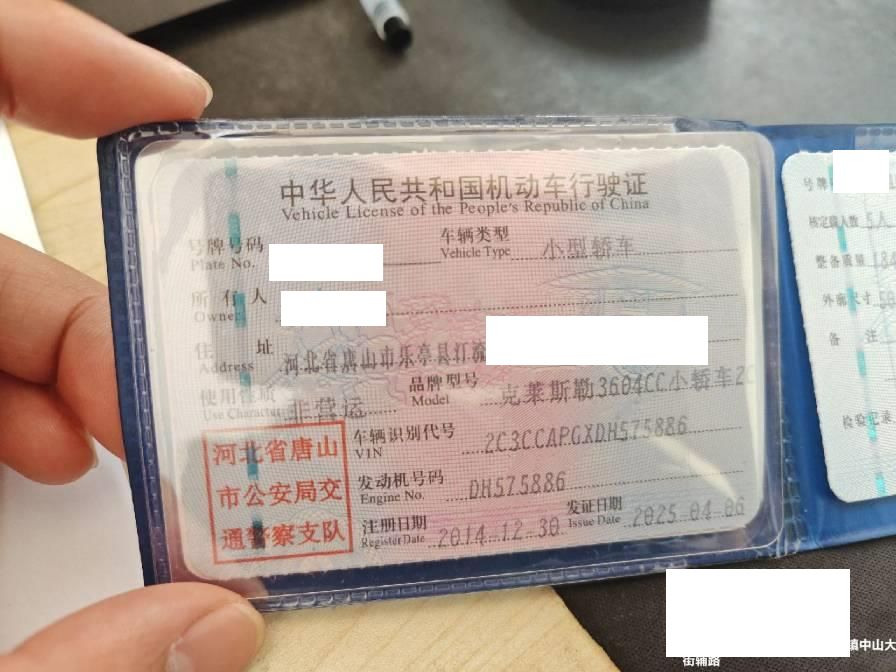 中华人民共和国机动车行驶证
Vehicle License of the People's Republic of China
号牌号码
Plate No.
车辆类型 小型轿车
Vehicle Type
所有人
Owner
住址 河北省唐山市乐亭县汀流
Address
使用性质 非营运
Use Character
品牌型号 克莱斯勒3604CC小轿车2C
Model
车辆识别代号 2C3CCAPGXDH575886
VIN
发动机号码 DH575886
Engine No.
注册日期 2014-12-30
Register Date
发证日期 2025-04-06
Issue Date
河北省唐山
市公安局交
通警察支队
号牌
核定载人数 5人
整备质量
外廓尺寸
备注
检验记录
镇中山大
街辅路